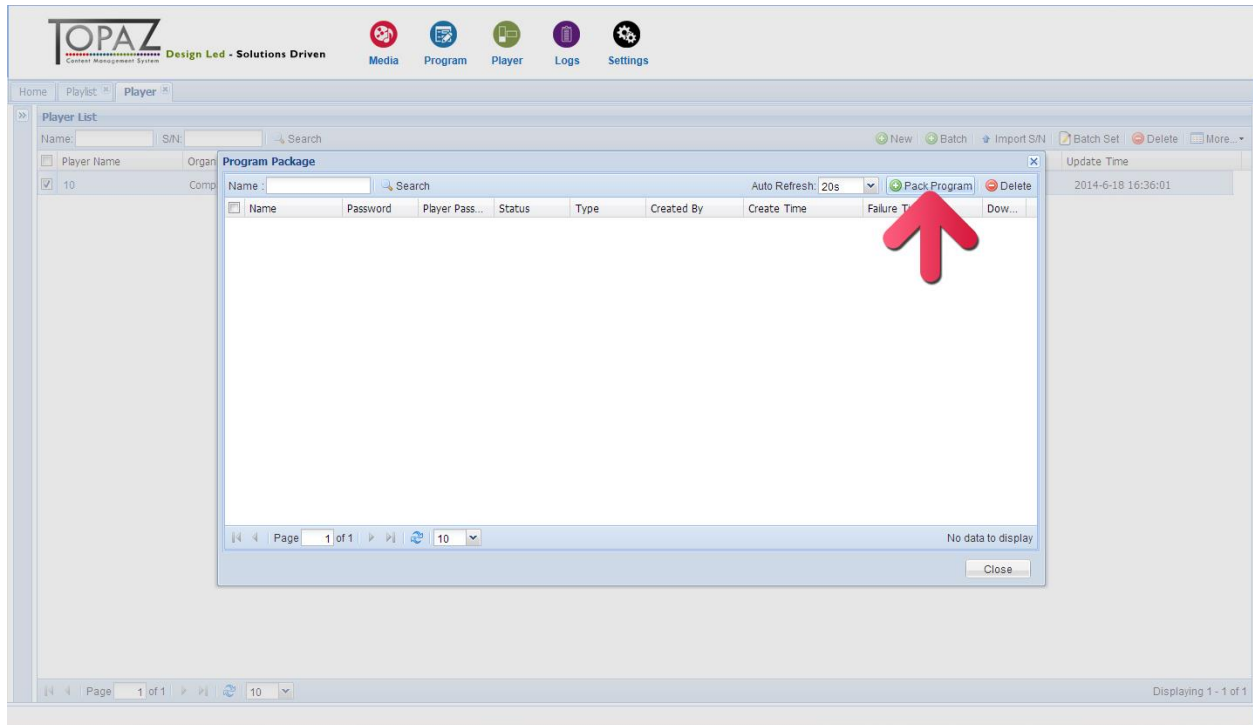 TOPAZ
Content Management System
Design Led - Solutions Driven
Media Program Player Logs Settings
Home Playlist Player
Player List
Name: S/N: Search New Batch Import S/N Batch Set Delete More...
Player Name Organ Update Time
10 Comp 2014-6-18 16:36:01
Program Package
Name : Search Auto Refresh: 20s Pack Program Delete
Name Password Player Pass... Status Type Created By Create Time Failure T Dow...
Page 1 of 1 10 No data to display
Close
Page 1 of 1 10 Displaying 1 - 1 of 1